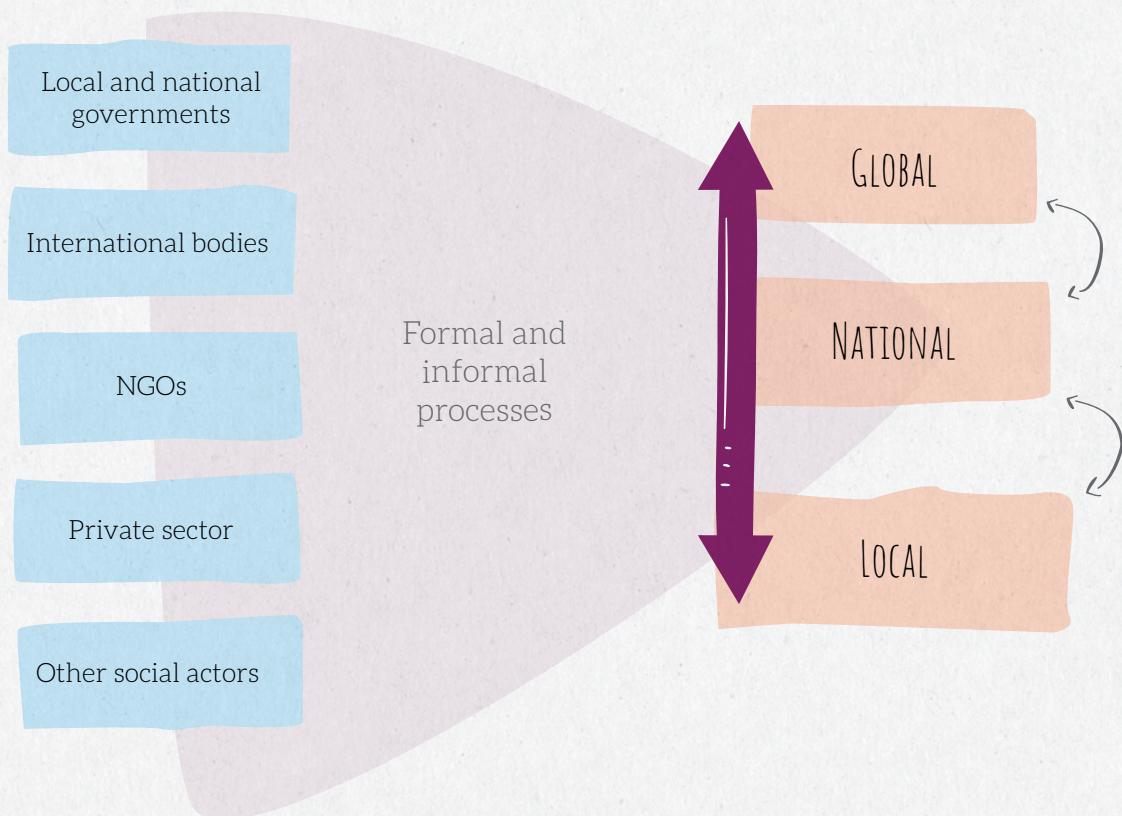 Local and national
governments
International bodies
NGOs
Private sector
Other social actors
Formal and
informal
processes
GLOBAL
NATIONAL
LOCAL